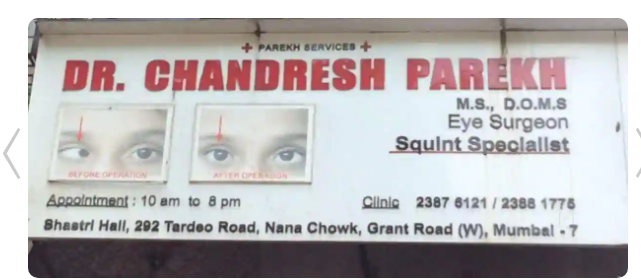 + PAREKH SERVICES +
DR. CHANDRESH PAREKH
M.S., D.O.M.S
Eye Surgeon
Squint Specialist
BEFORE OPERATION
AFTER OPERATION
Appointment : 10 am to 8 pm
Clinic 2387 6121 / 2388 1775
Shastri Hall, 292 Tardeo Road, Nana Chowk, Grant Road (W), Mumbai - 7